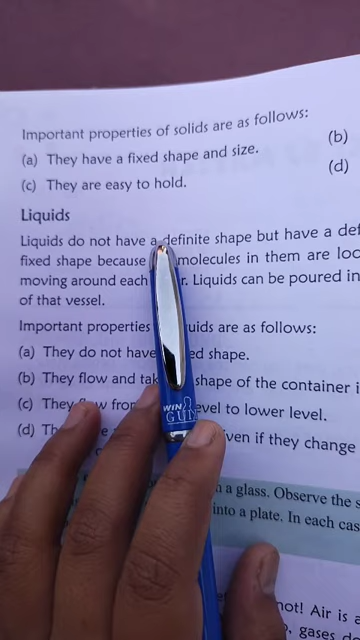 Important properties of solids are as follows:
(a) They have a fixed shape and size.
(b)
(c) They are easy to hold.
(d)
Liquids
Liquids do not have a definite shape but have a def
fixed shape because molecules in them are loo
moving around each r. Liquids can be poured in
of that vessel.
Important properties uids are as follows:
(a) They do not have ed shape.
(b) They flow and tak shape of the container i
(c) They flow from evel to lower level.
(d) Th ven if they change
WIN
GUI
a glass. Observe the s
into a plate. In each cas
not! Air is a
gases